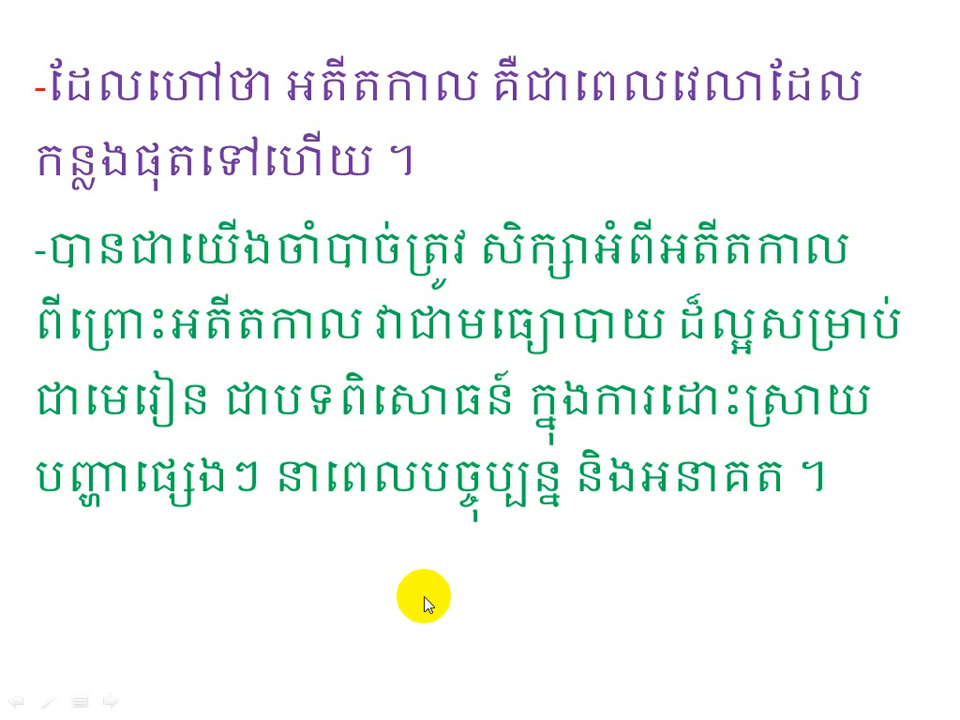 -ដែលហៅថា អតីតកាល គឺជាពេលវេលាដែល
កន្លងផុតទៅហើយ ។
-បានជាយើងចាំបាច់ត្រូវ សិក្សាអំពីអតីតកាល
ពីព្រោះអតីតកាល វាជាមធ្យោបាយ ដ៏ល្អសម្រាប់
ជាមេរៀន ជាបទពិសោធន៍ ក្នុងការដោះស្រាយ
បញ្ហាផ្សេងៗ នាពេលបច្ចុប្បន្ន និងអនាគត ។